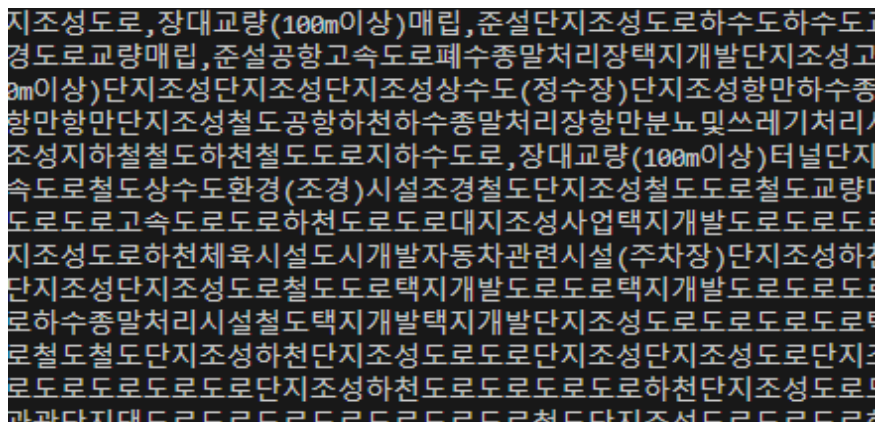 지조성도로,장대교량(100m이상)매립,준설단지조성도로하수도하수도
경도로교량매립,준설공항고속도로폐수종말처리장택지개발단지조성고
0m이상)단지조성단지조성단지조성상수도(정수장)단지조성항만하수종
항만항만단지조성철도공항하천하수종말처리장항만분뇨및쓰레기처리
조성지하철철도하천철도도로지하수도로,장대교량(100m이상)터널단지
속도로철도상수도환경(조경)시설조경철도단지조성철도도로철도교량
도로도로고속도로도로하천도로도로대지조성사업택지개발도로도로도
지조성도로하천체육시설도시개발자동차관련시설(주차장)단지조성하
단지조성단지조성도로철도도로택지개발도로도로택지개발도로도로도
로하수종말처리시설철도택지개발택지개발단지조성도로도로도로도로
로철도철도단지조성하천단지조성도로도로단지조성단지조성도로단지
로도로도로도로도로단지조성하천도로도로도로도로하천단지조성도로